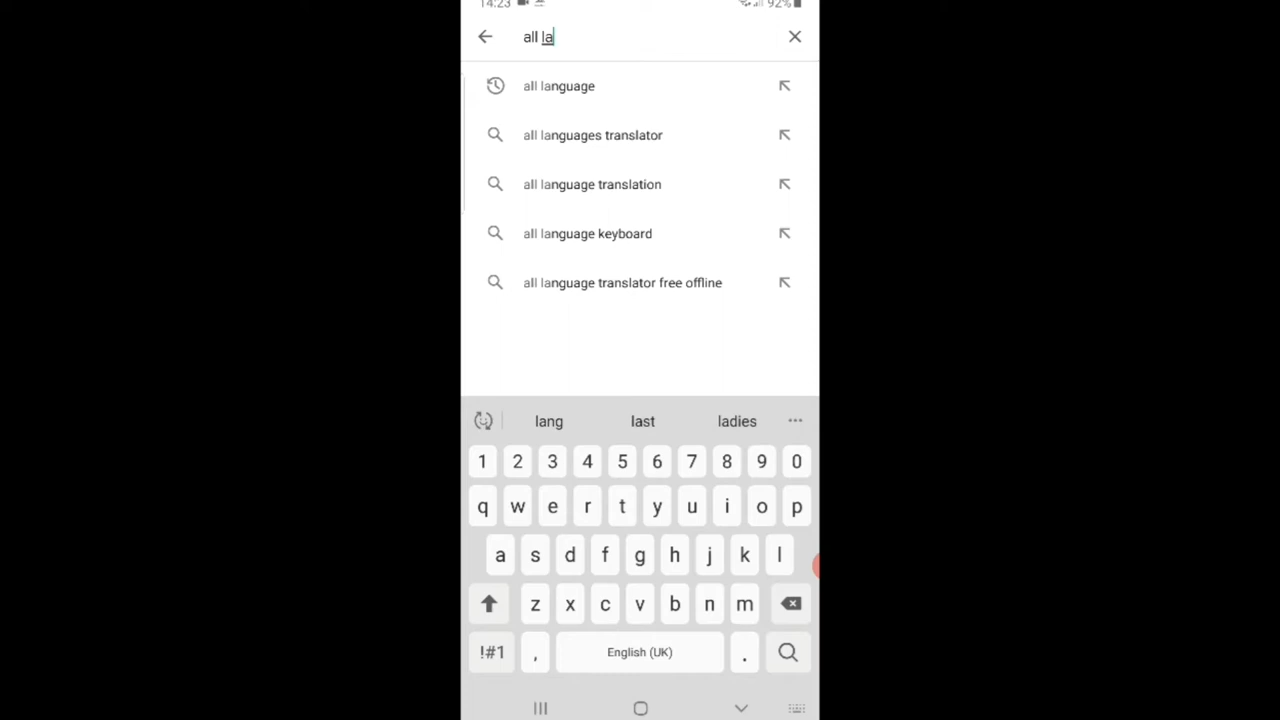 14:23 92%
all la
all language
all languages translator
all language translation
all language keyboard
all language translator free offline
lang last ladies
1 2 3 4 5 6 7 8 9 0
q w e r t y u i o p
a s d f g h j k l
z x c v b n m
!#1 , English (UK) .